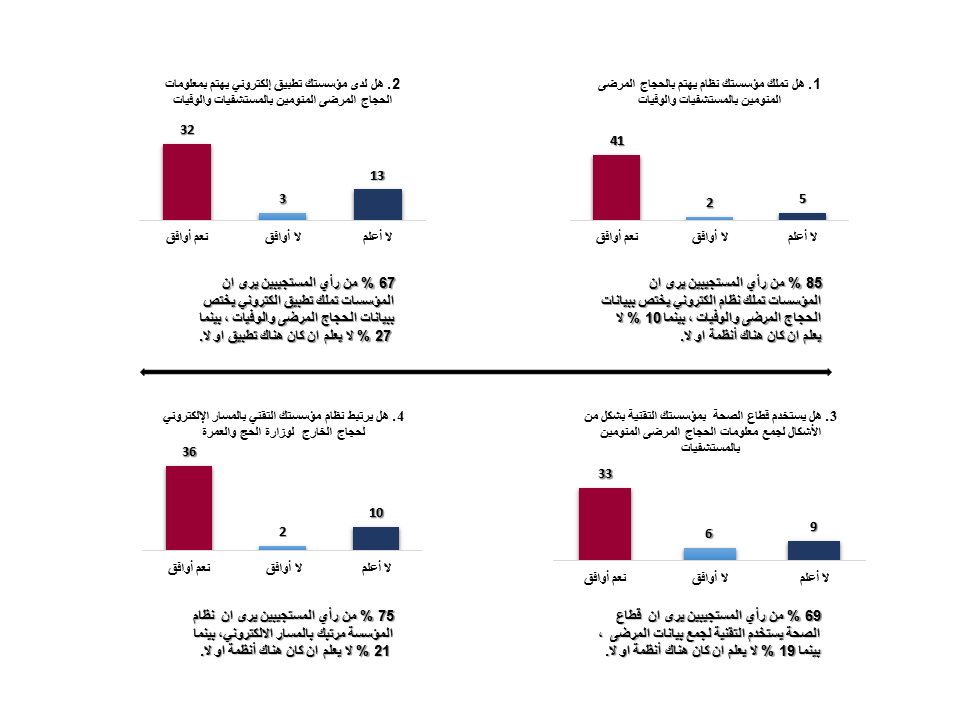 1. هل تملك مؤسستك نظام يهتم بالحجاج المرضى
المنومين بالمستشفيات والوفيات
41
2
5
نعم أوافق
لا أوافق
لا أعلم
85 % من رأي المستجيبين يرى ان
المؤسسات تملك نظام الكتروني يختص ببيانات
الحجاج المرضى والوفيات ، بينما 10 % لا
يعلم ان كان هناك أنظمة او لا.
2. هل لدى مؤسستك تطبيق إلكتروني يهتم بمعلومات
الحجاج المرضى المنومين بالمستشفيات والوفيات
32
3
13
نعم أوافق
لا أوافق
لا أعلم
67 % من رأي المستجيبين يرى ان
المؤسسات تملك تطبيق الكتروني يختص
ببيانات الحجاج المرضى والوفيات ، بينما
27 % لا يعلم ان كان هناك تطبيق او لا.
3. هل يستخدم قطاع الصحة بمؤسستك التقنية بشكل من
الأشكال لجمع معلومات الحجاج المرضى المنومين
بالمستشفيات
33
6
9
نعم أوافق
لا أوافق
لا أعلم
69 % من رأي المستجيبين يرى ان قطاع
الصحة يستخدم التقنية لجمع بيانات المرضى ،
بينما 19 % لا يعلم ان كان هناك أنظمة او لا.
4. هل يرتبط نظام مؤسستك التقني بالمسار الإلكتروني
لحجاج الخارج لوزارة الحج والعمرة
36
2
10
نعم أوافق
لا أوافق
لا أعلم
75 % من رأي المستجيبين يرى ان نظام
المؤسسة مرتبك بالمسار الالكتروني، بينما
21 % لا يعلم ان كان هناك أنظمة او لا.